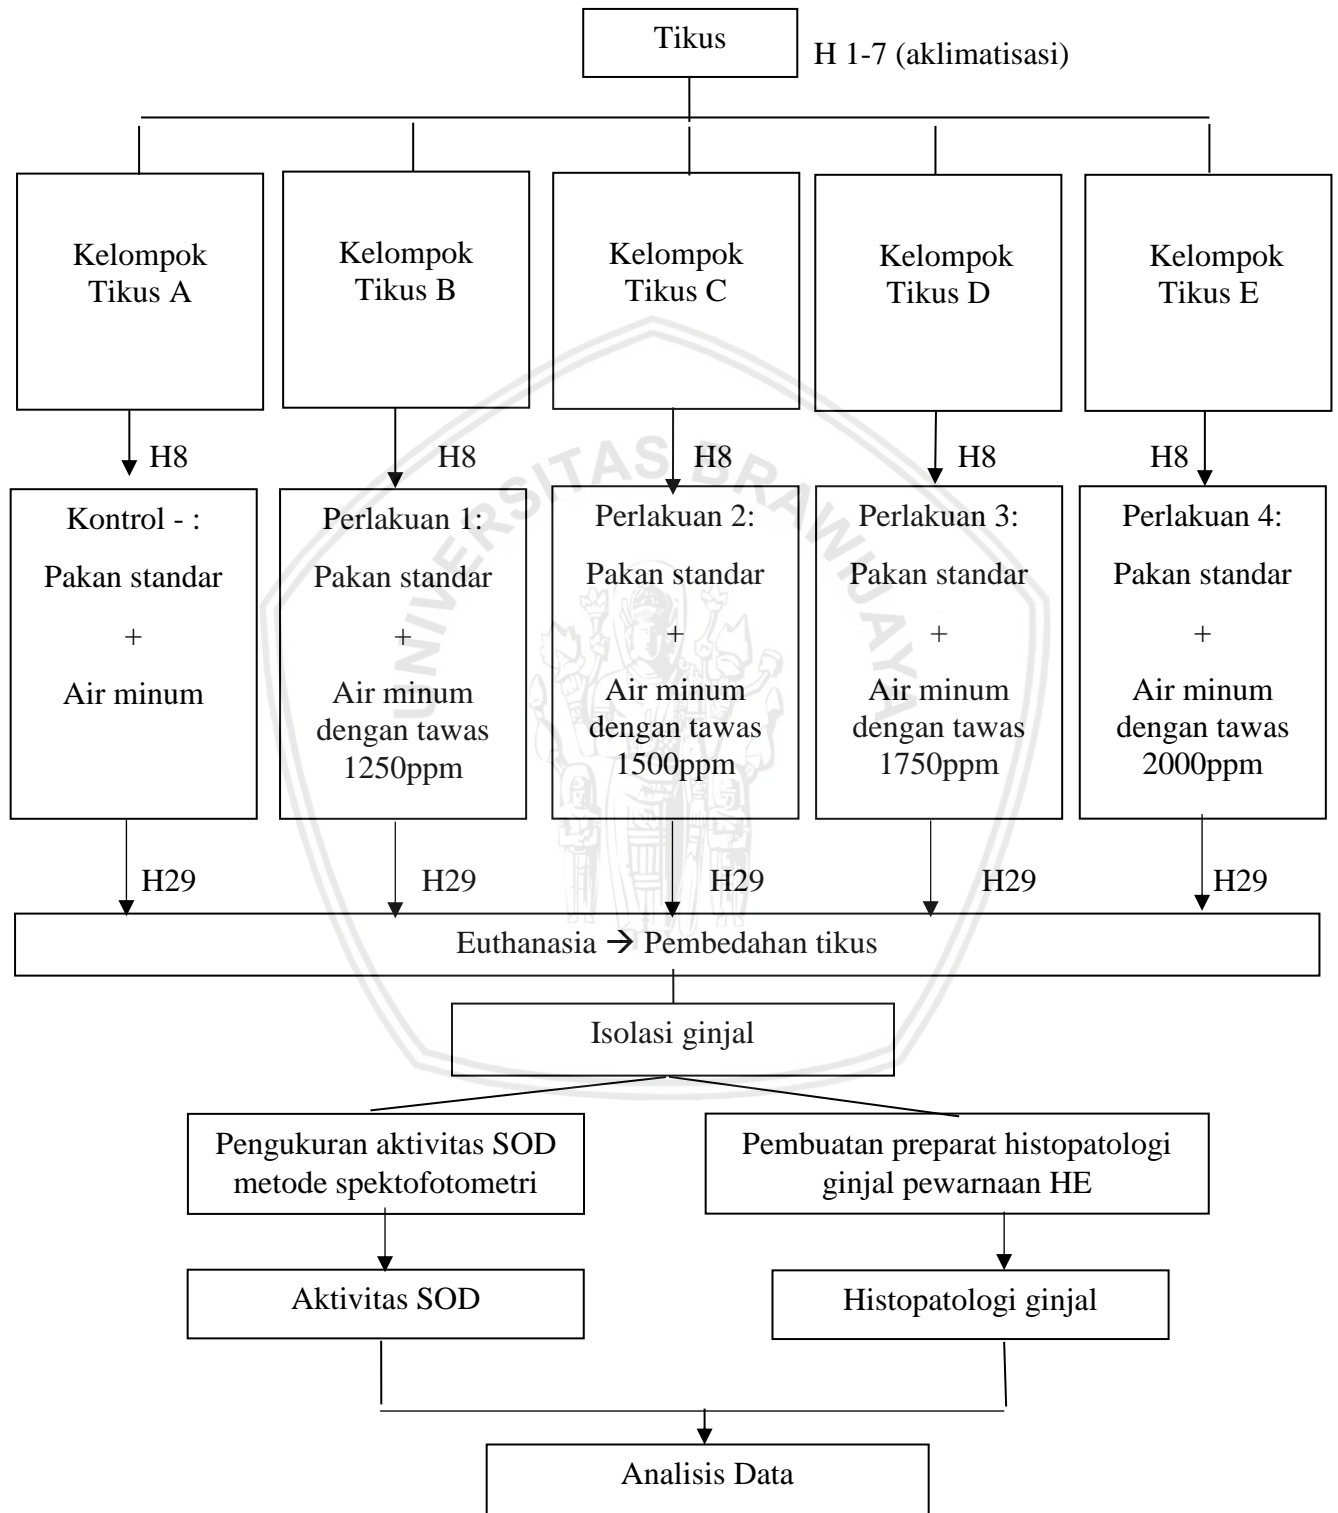 Tikus
H 1-7 (aklimatisasi)
Kelompok
Tikus A
Kelompok
Tikus B
Kelompok
Tikus C
Kelompok
Tikus D
Kelompok
Tikus E
H8
H8
H8
H8
H8
Kontrol - :
Pakan standar
+
Air minum
Perlakuan 1:
Pakan standar
+
Air minum
dengan tawas
1250ppm
Perlakuan 2:
Pakan standar
+
Air minum
dengan tawas
1500ppm
Perlakuan 3:
Pakan standar
+
Air minum
dengan tawas
1750ppm
Perlakuan 4:
Pakan standar
+
Air minum
dengan tawas
2000ppm
UNIVERSITAS BRAWIJAYA
H29
H29
H29
H29
H29
Euthanasia → Pembedahan tikus
Isolasi ginjal
Pengukuran aktivitas SOD
metode spektofotometri
Pembuatan preparat histopatologi
ginjal pewarnaan HE
Aktivitas SOD
Histopatologi ginjal
Analisis Data